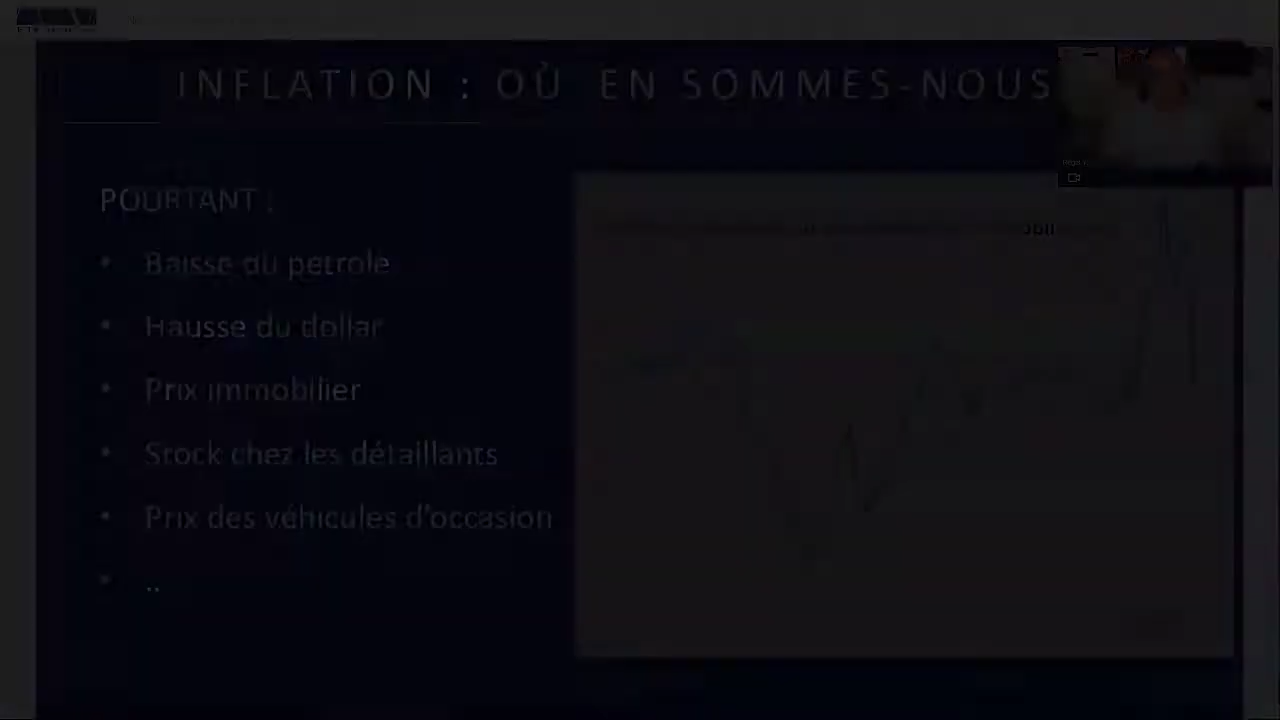 INFLATION : OÙ EN SOMMES-NOUS
POURTANT :
• Baisse du petrole
• Hausse du dollar
• Prix immobilier
• Stock chez les détaillants
• Prix des véhicules d'occasion
• ..